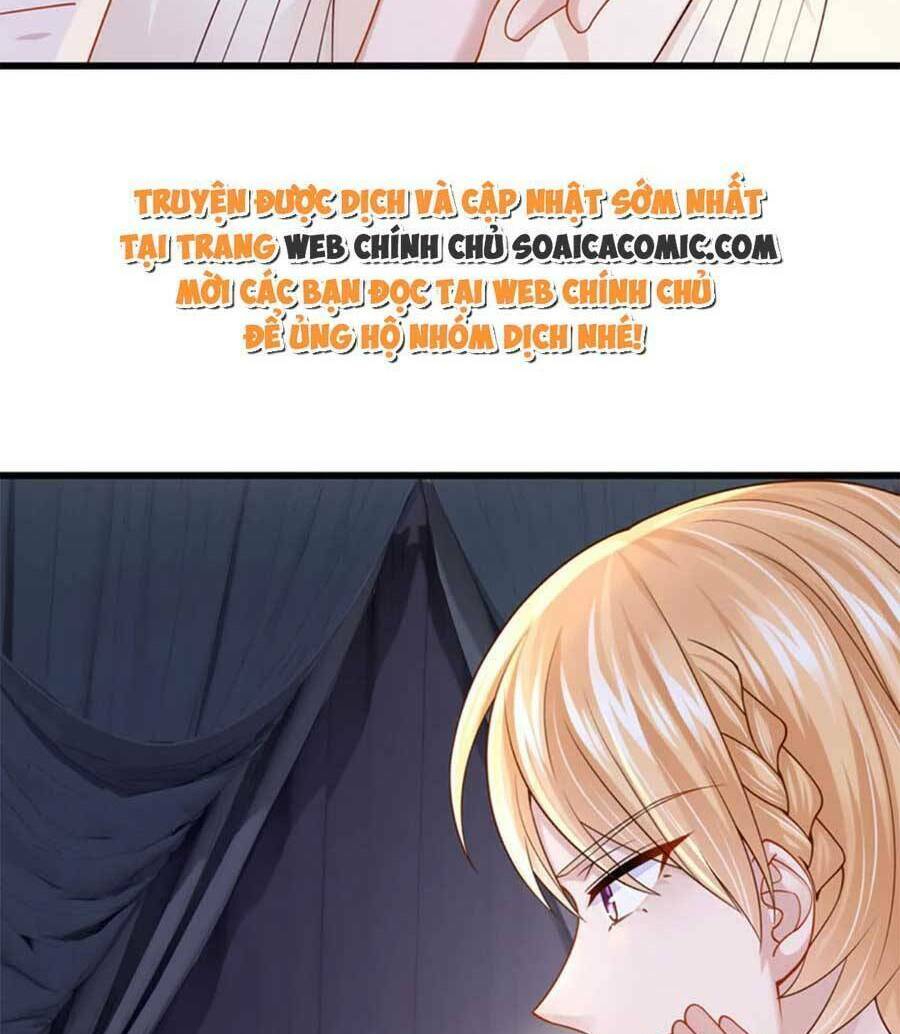 TRUYỆN ĐƯỢC DỊCH VÀ CẬP NHẬT SỚM NHẤT
TẠI TRANG WEB CHÍNH CHỦ SOAICACOMIC.COM
MỜI CÁC BẠN ĐỌC TẠI WEB CHÍNH CHỦ
ĐỂ ỦNG HỘ NHÓM DỊCH NHÉ!